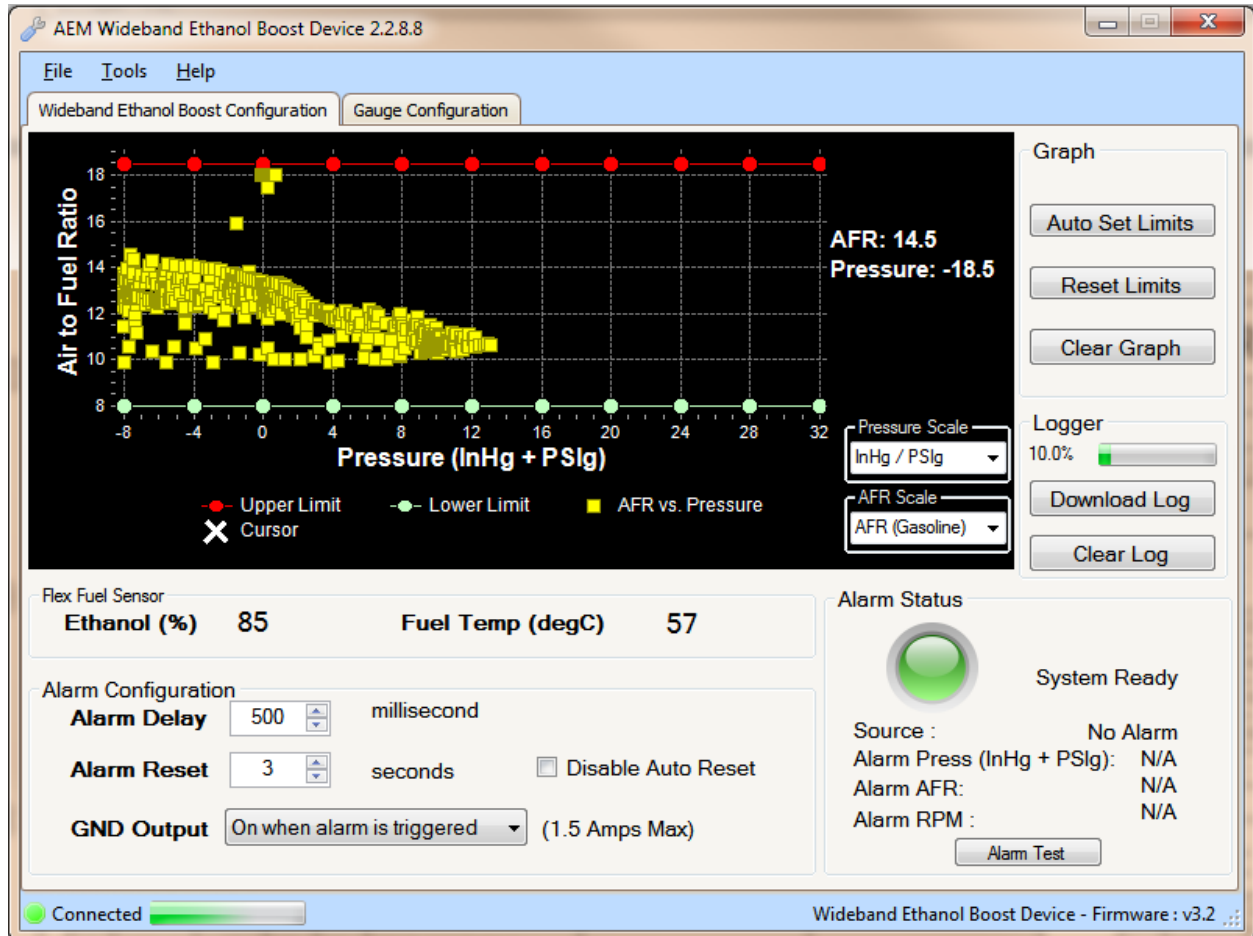 AEM Wideband Ethanol Boost Device 2.2.8.8
File Tools Help
Wideband Ethanol Boost Configuration Gauge Configuration
Air to Fuel Ratio
18
16
14
12
10
8
-8 -4 0 4 8 12 16 20 24 28 32
Pressure (InHg + PSIg)
AFR: 14.5
Pressure: -18.5
Upper Limit Lower Limit AFR vs. Pressure
Cursor
Pressure Scale
InHg / PSIg
AFR Scale
AFR (Gasoline)
Graph
Auto Set Limits
Reset Limits
Clear Graph
Logger
10.0%
Download Log
Clear Log
Flex Fuel Sensor
Ethanol (%) 85 Fuel Temp (degC) 57
Alarm Configuration
Alarm Delay 500 millisecond
Alarm Reset 3 seconds Disable Auto Reset
GND Output On when alarm is triggered (1.5 Amps Max)
Alarm Status
System Ready
Source : No Alarm
Alarm Press (InHg + PSIg): N/A
Alarm AFR: N/A
Alarm RPM : N/A
Alarm Test
Connected
Wideband Ethanol Boost Device - Firmware : v3.2